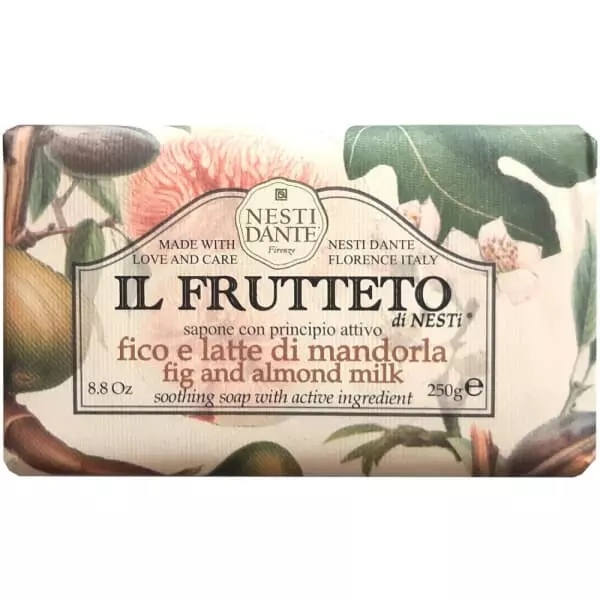 NESTI
DANTE
Firenze
MADE WITH
LOVE AND CARE
NESTI DANTE
FLORENCE ITALY
IL FRUTTETO
di NESTi®
sapone con principio attivo
fico e latte di mandorla
fig and almond milk
8.8 Oz
250g e
soothing soap with active ingredient